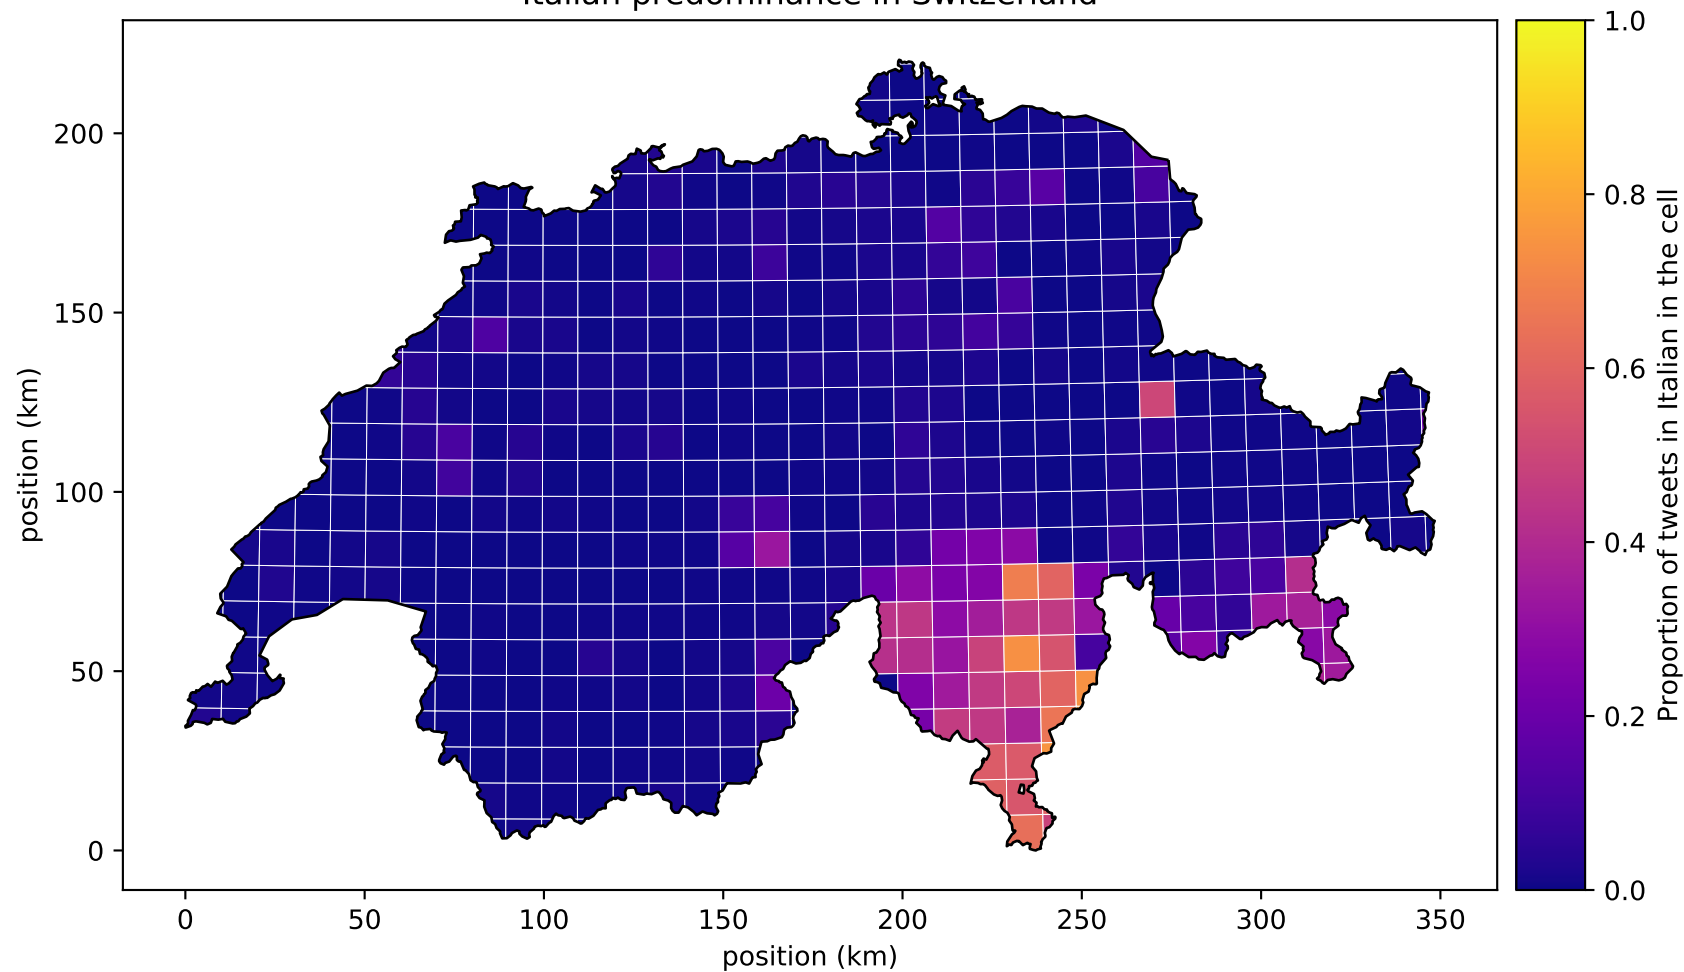 Italian predominance in Switzerland
1.0
0.8
0.6
0.4
0.2
0.0
Proportion of tweets in Italian in the cell
200
150
100
50
0
position (km)
0 50 100 150 200 250 300 350
position (km)